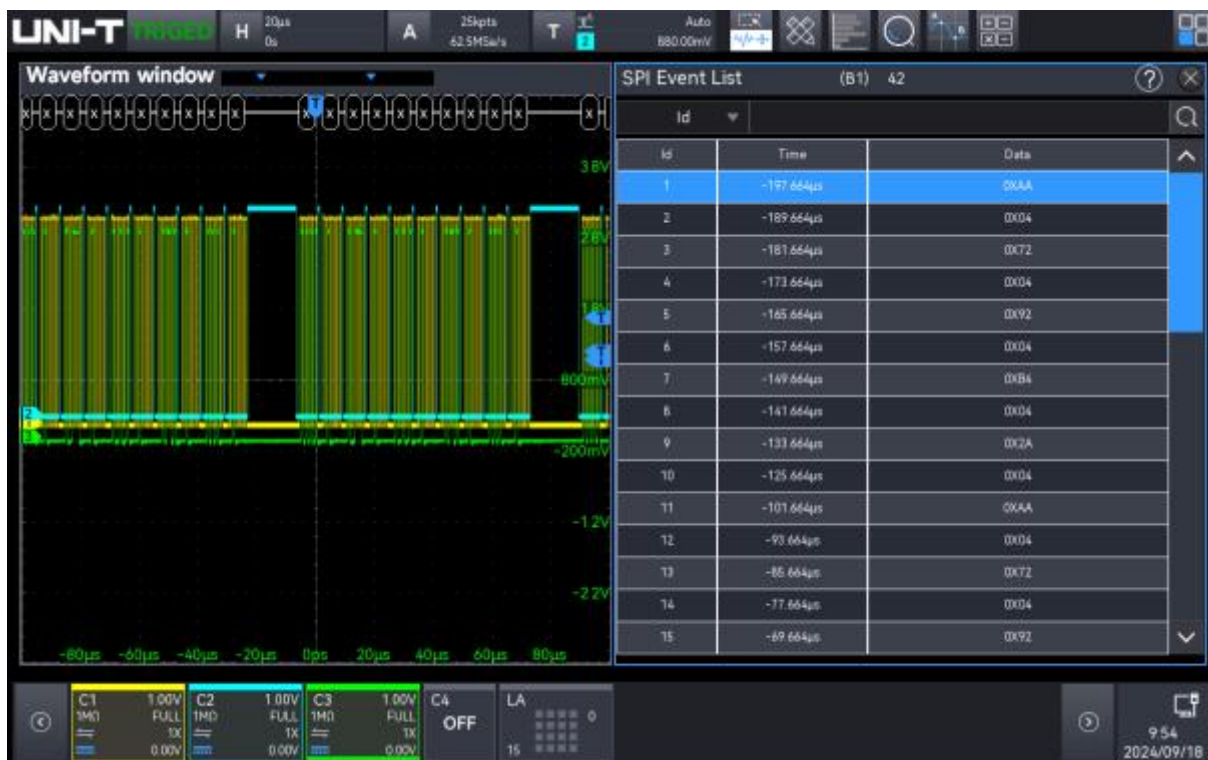 UNI-T TRIGED H 20µs 0s A 25kpts 62.5MSa/s T 2 Auto 880.00mV
Waveform window
T
3.8V
2.8V
1.8V
T
T
800mV
-200mV
-1.2V
-2.2V
2
1
3
-80µs -60µs -40µs -20µs 0ps 20µs 40µs 60µs 80µs
SPI Event List (B1) 42
Id
Id Time Data
1 -197.664µs 0XAA
2 -189.664µs 0X04
3 -181.664µs 0X72
4 -173.664µs 0X04
5 -165.664µs 0X92
6 -157.664µs 0X04
7 -149.664µs 0XB4
8 -141.664µs 0X04
9 -133.664µs 0X2A
10 -125.664µs 0X04
11 -101.664µs 0XAA
12 -93.664µs 0X04
13 -85.664µs 0X72
14 -77.664µs 0X04
15 -69.664µs 0X92
C1 1.00V
1MΩ FULL
1X
0.00V
C2 1.00V
1MΩ FULL
1X
0.00V
C3 1.00V
1MΩ FULL
1X
0.00V
C4
OFF
LA
0
15
9:54
2024/09/18